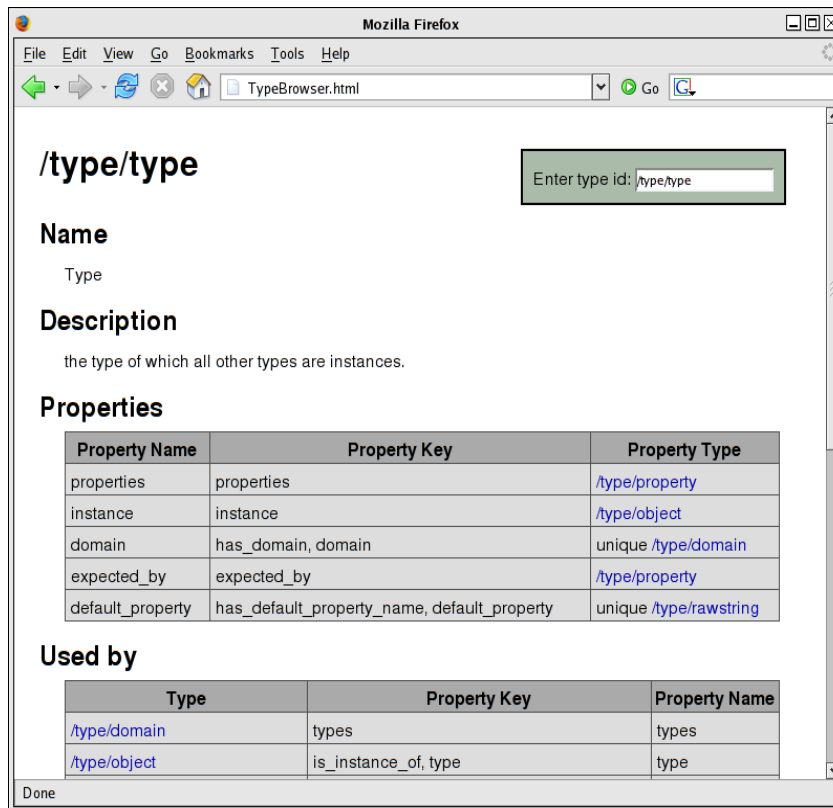 Mozilla Firefox
File Edit View Go Bookmarks Tools Help
TypeBrowser.html Go G
/type/type
Enter type id: /type/type
Name
Type
Description
the type of which all other types are instances.
Properties
Property Name Property Key Property Type
properties properties /type/property
instance instance /type/object
domain has_domain, domain unique /type/domain
expected_by expected_by /type/property
default_property has_default_property_name, default_property unique /type/rawstring
Used by
Type Property Key Property Name
/type/domain types types
/type/object is_instance_of, type type
Done